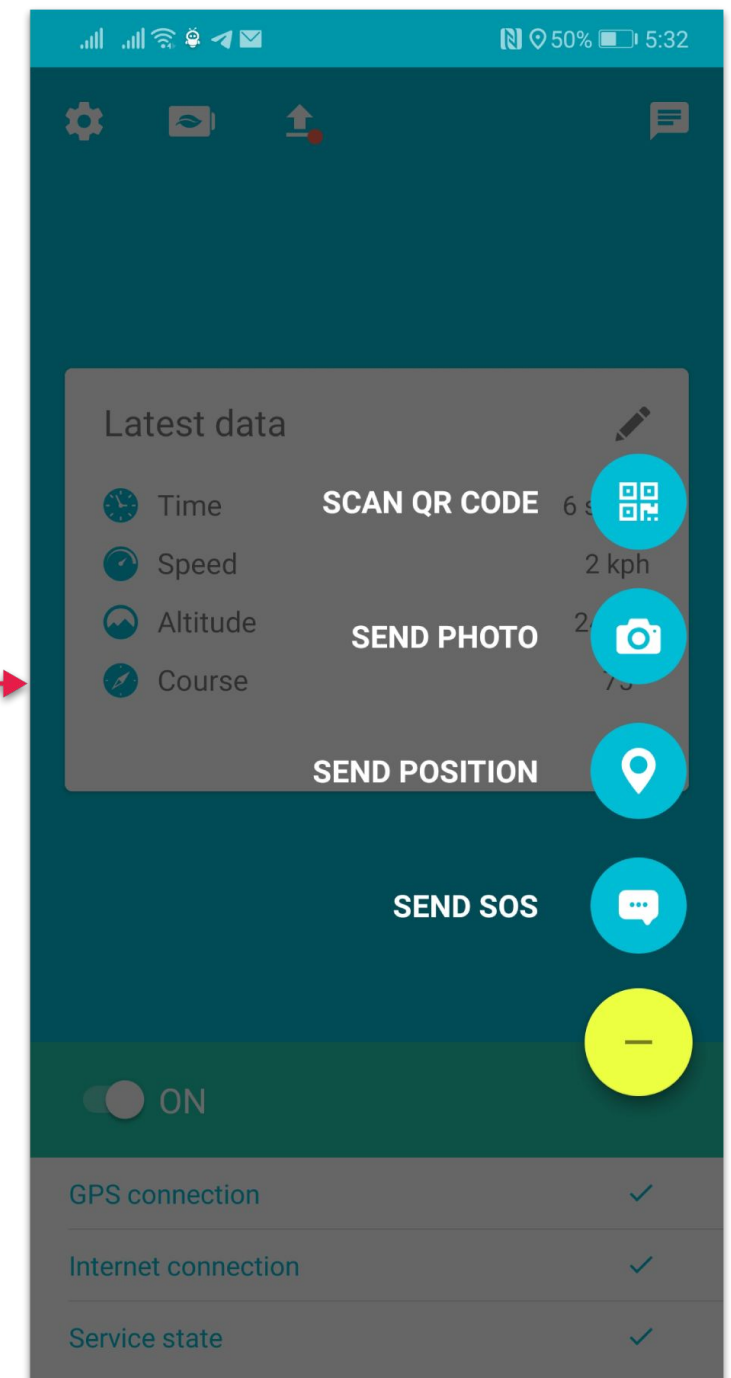 50% 5:32
Latest data
Time SCAN QR CODE 6
Speed 2 kph
Altitude SEND PHOTO
Course
SEND POSITION
SEND SOS
ON
GPS connection
Internet connection
Service state